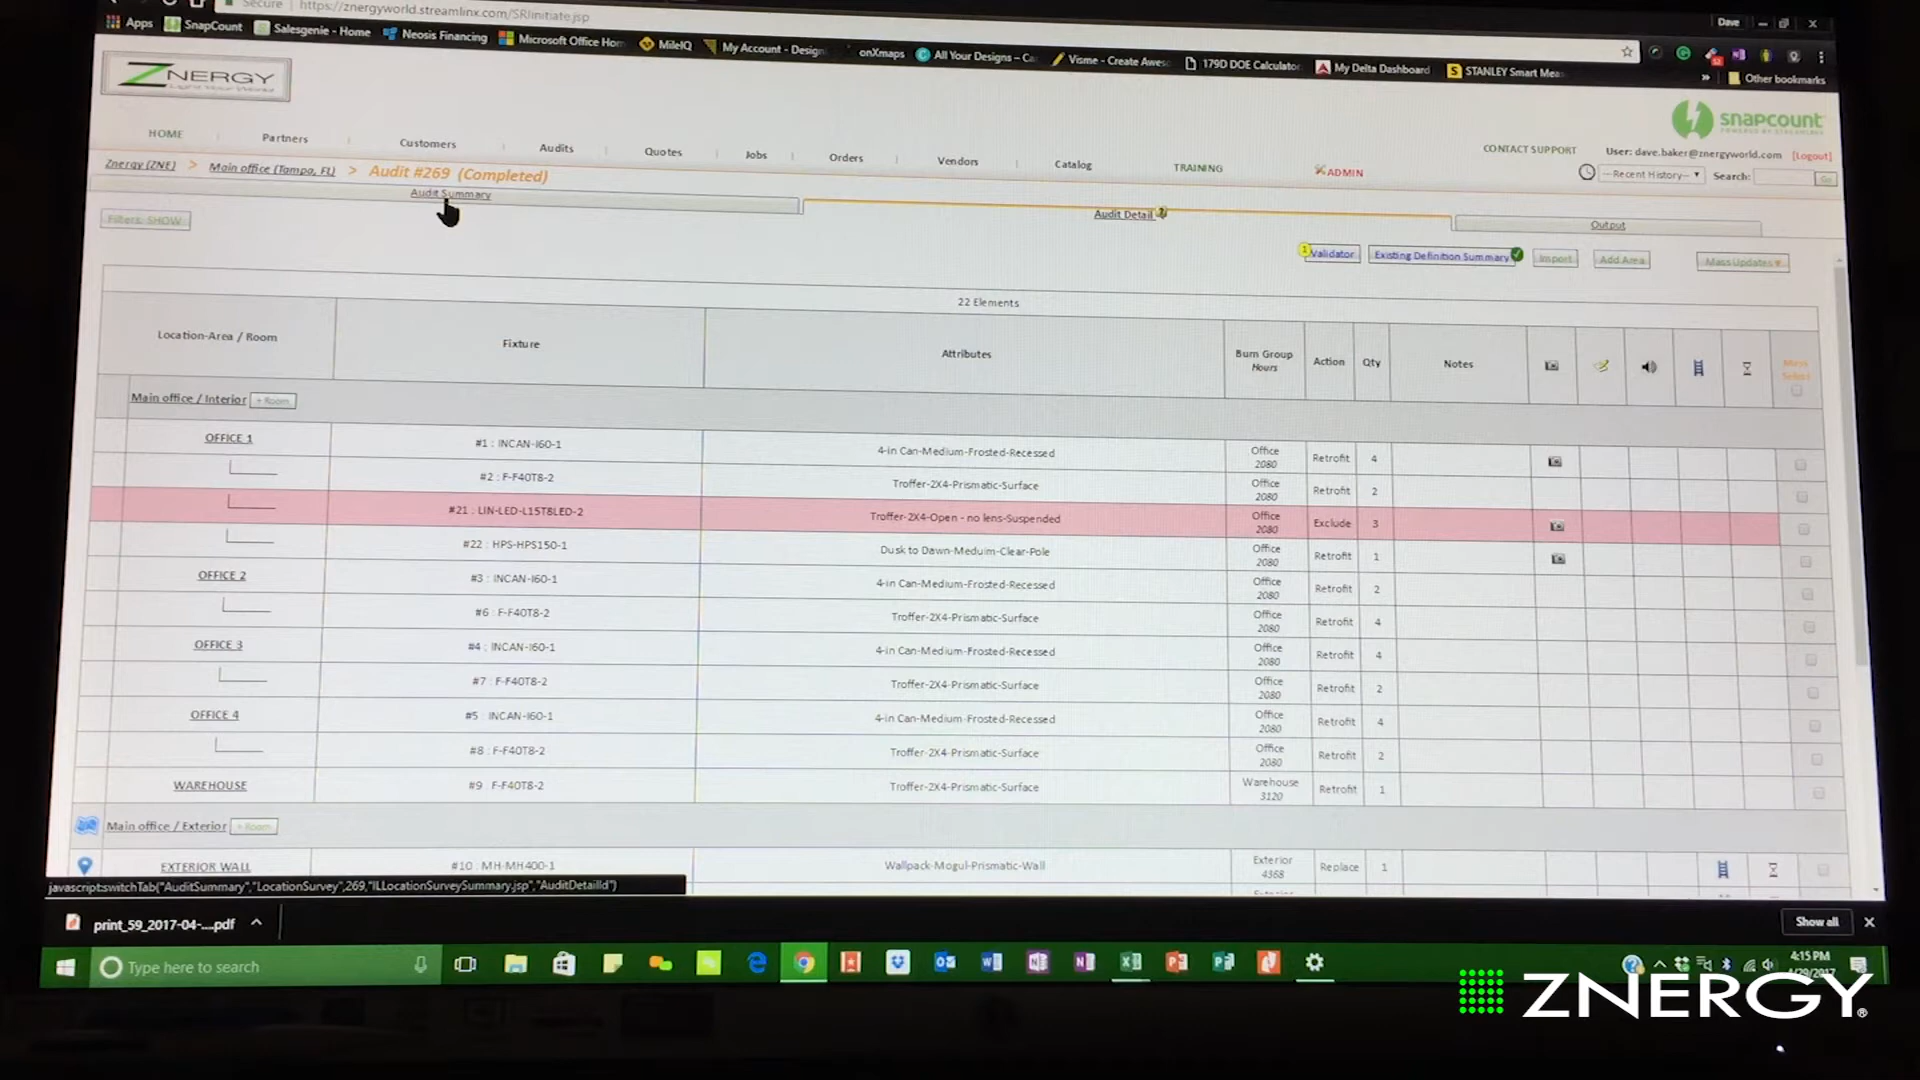 Secure https://znergyworld.streamlinx.com/SRIinitiate.jsp
Dave
Apps SnapCount Salesgenie - Home Neosis Financing Microsoft Office Hom MileIQ My Account - Design onXmaps All Your Designs – Ca Visme - Create Aweso 179D DOE Calculator My Delta Dashboard STANLEY Smart Mea
» Other bookmarks
ZNERGY
Light Your World
snapcount
POWERED BY STREAMLINX
HOME Partners Customers Audits Quotes Jobs Orders Vendors Catalog TRAINING ADMIN
CONTACT SUPPORT User: dave.baker@znergyworld.com [Logout]
Znergy (ZNE) > Main office (Tampa, FL) > Audit #269 (Completed)
--Recent History-- Search: Go
Audit Summary Audit Detail Output
Filters: SHOW
1 Validator Existing Definition Summary Import Add Area Mass Updates
22 Elements
Location-Area / Room Fixture Attributes Burn Group Hours Action Qty Notes Mass Select
Main office / Interior + Room
OFFICE 1 #1 : INCAN-I60-1 4-in Can-Medium-Frosted-Recessed Office 2080 Retrofit 4
#2 : F-F40T8-2 Troffer-2X4-Prismatic-Surface Office 2080 Retrofit 2
#21 : LIN-LED-L15T8LED-2 Troffer-2X4-Open - no lens-Suspended Office 2080 Exclude 3
#22 : HPS-HPS150-1 Dusk to Dawn-Meduim-Clear-Pole Office 2080 Retrofit 1
OFFICE 2 #3 : INCAN-I60-1 4-in Can-Medium-Frosted-Recessed Office 2080 Retrofit 2
#6 : F-F40T8-2 Troffer-2X4-Prismatic-Surface Office 2080 Retrofit 4
OFFICE 3 #4 : INCAN-I60-1 4-in Can-Medium-Frosted-Recessed Office 2080 Retrofit 4
#7 : F-F40T8-2 Troffer-2X4-Prismatic-Surface Office 2080 Retrofit 2
OFFICE 4 #5 : INCAN-I60-1 4-in Can-Medium-Frosted-Recessed Office 2080 Retrofit 4
#8 : F-F40T8-2 Troffer-2X4-Prismatic-Surface Office 2080 Retrofit 2
WAREHOUSE #9 : F-F40T8-2 Troffer-2X4-Prismatic-Surface Warehouse 3120 Retrofit 1
Main office / Exterior + Room
EXTERIOR WALL #10 : MH-MH400-1 Wallpack-Mogul-Prismatic-Wall Exterior 4368 Replace 1
javascript:switchTab("AuditSummary","LocationSurvey",269,"ILLocationSurveySummary.jsp","AuditDetailId")
print_59_2017-04-....pdf Show all
Type here to search
4:15 PM
ZNERGY®